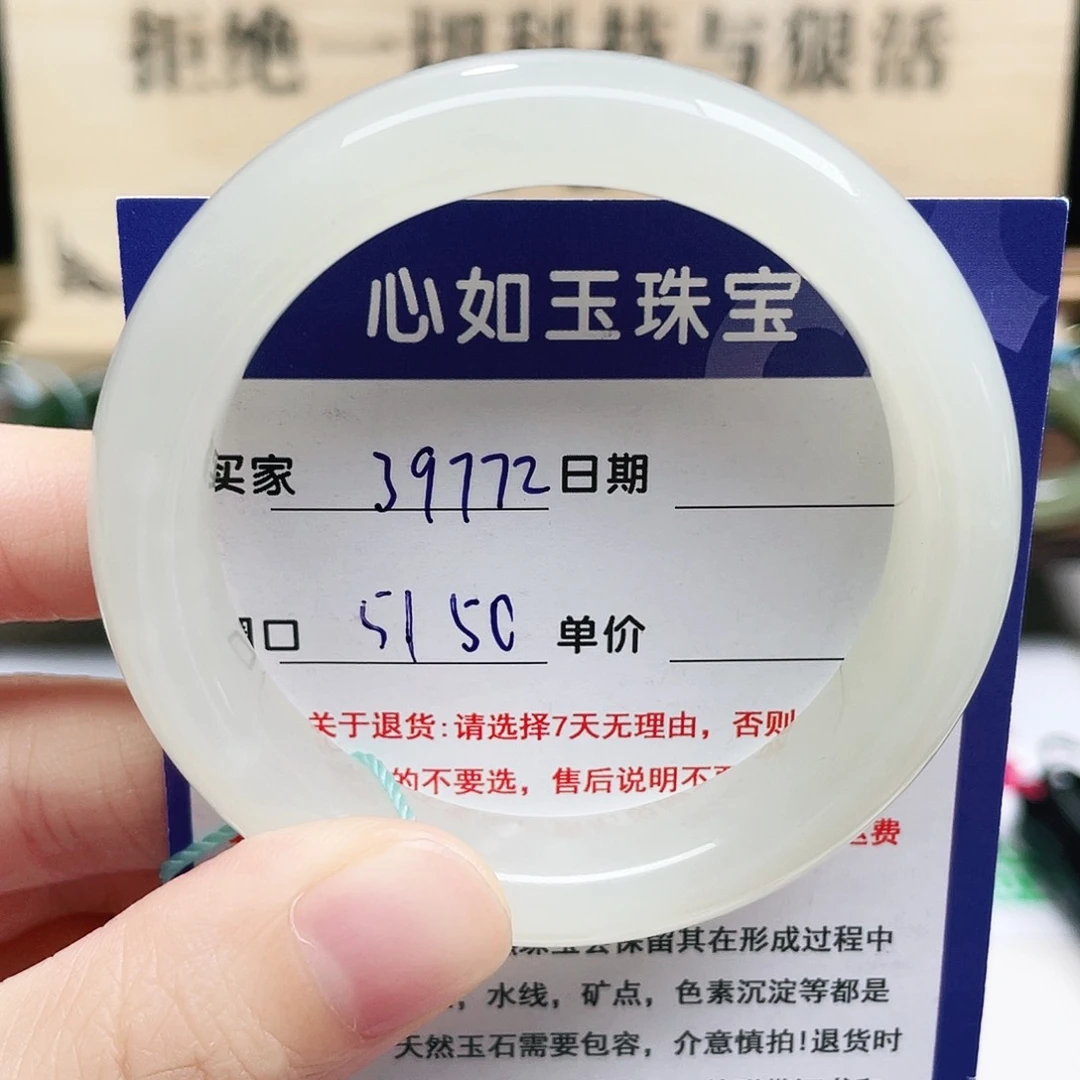 拒绝一切科技与狠活
心如玉珠宝
买家 39772 日期
口 5150 单价
关于退货:请选择7天无理由，否则
的不要选，售后说明不
运费
会保留其在形成过程中
，水线，矿点，色素沉淀等都是
天然玉石需要包容，介意慎拍!退货时